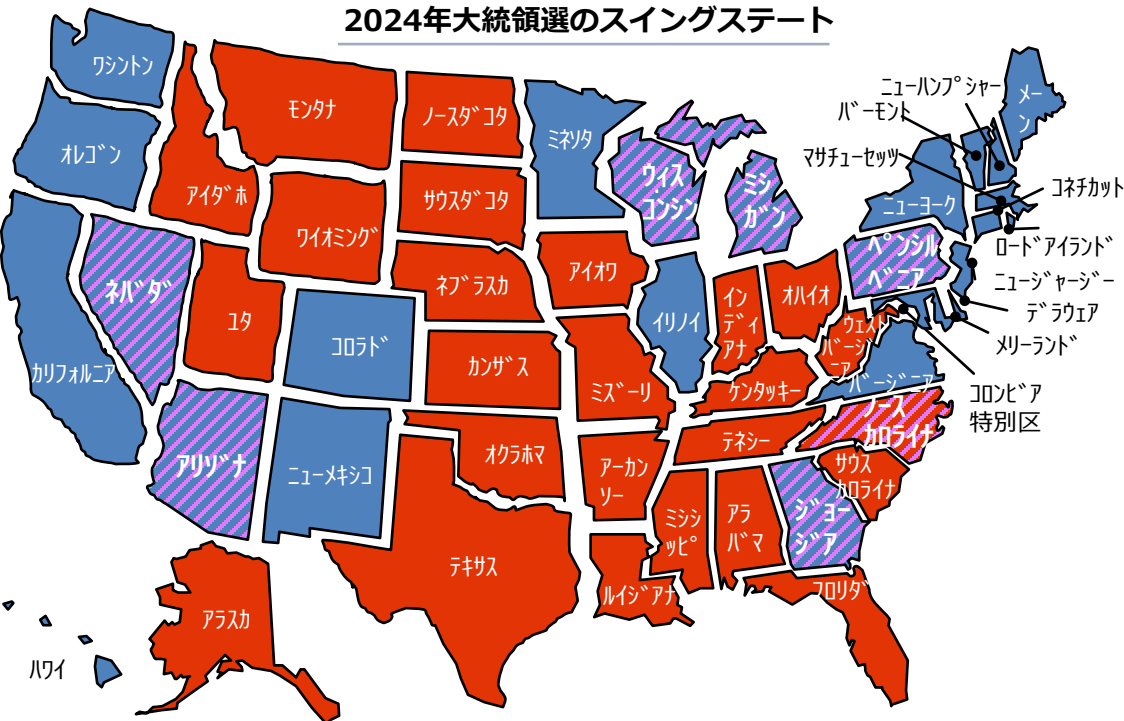 2024年大統領選のスイングステート
ワシントン
オレゴン
カリフォルニア
ネバダ
アイダホ
モンタナ
ワイオミング
ユタ
アリゾナ
コロラド
ニューメキシコ
ノースダコタ
サウスダコタ
ネブラスカ
カンザス
オクラホマ
テキサス
ミネソタ
アイオワ
ミズーリ
アーカン
ソー
ルイジアナ
ウィス
コンシン
イリノイ
ミシ
ガン
イン
ディ
アナ
オハイオ
ケンタッキー
テネシー
ミシシ
ッピ
アラ
バマ
ジョー
ジア
フロリダ
サウス
カロライナ
ノース
カロライナ
バージニア
ウェスト
バージ
ニア
ペンシル
ベニア
ニューヨーク
メー
ン
ニューハンプシャー
バーモント
マサチューセッツ
コネチカット
ロードアイランド
ニュージャージー
デラウェア
メリーランド
コロンビア
特別区
アラスカ
ハワイ